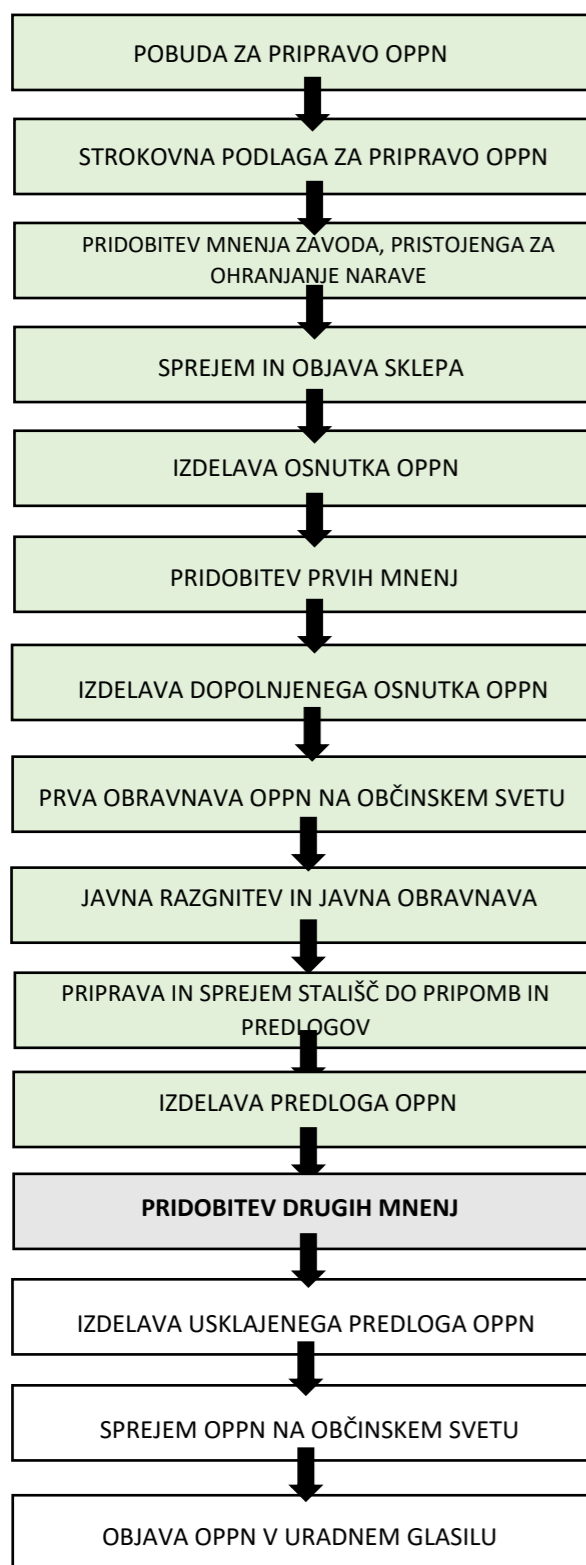 POBUDA ZA PRIPRAVO OPPN
STROKOVNA PODLAGA ZA PRIPRAVO OPPN
PRIDOBITEV MNENJA ZAVODA, PRISTOJENGA ZA
OHRANJANJE NARAVE
SPREJEM IN OBJAVA SKLEPA
IZDELAVA OSNUTKA OPPN
PRIDOBITEV PRVIH MNENJ
IZDELAVA DOPOLNJENEGA OSNUTKA OPPN
PRVA OBRAVNAVA OPPN NA OBČINSKEM SVETU
JAVNA RAZGNITEV IN JAVNA OBRAVNAVA
PRIPRAVA IN SPREJEM STALIŠČ DO PRIPOMB IN
PREDLOGOV
IZDELAVA PREDLOGA OPPN
PRIDOBITEV DRUGIH MNENJ
IZDELAVA USKLAJENEGA PREDLOGA OPPN
SPREJEM OPPN NA OBČINSKEM SVETU
OBJAVA OPPN V URADNEM GLASILU